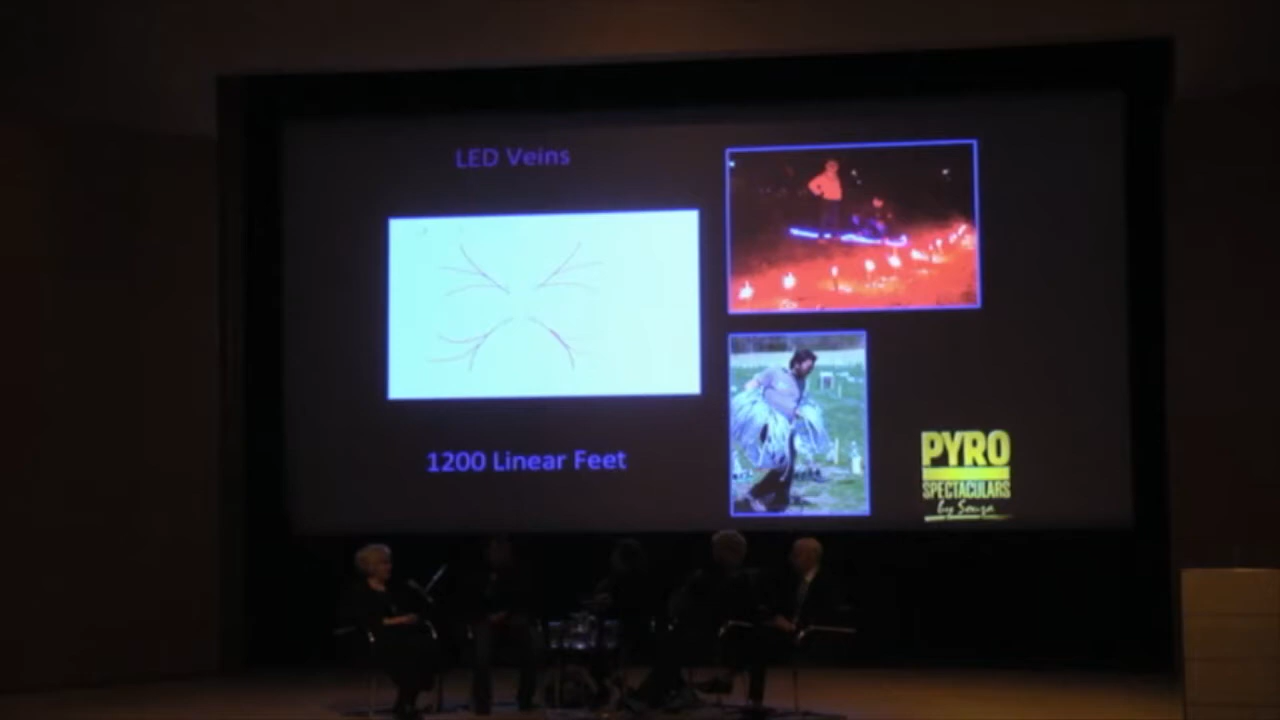 LED Veins
1200 Linear Feet
PYRO
SPECTACULARS
by Souza